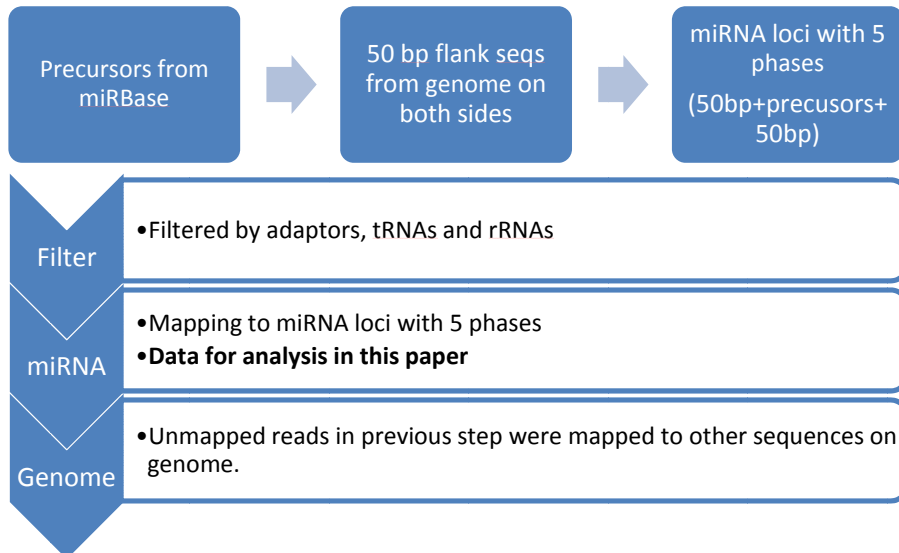 Precursors from
miRBase
50 bp flank seqs
from genome on
both sides
miRNA loci with 5
phases
(50bp+precusors+
50bp)
Filter
•Filtered by adaptors, tRNAs and rRNAs
miRNA
•Mapping to miRNA loci with 5 phases
•Data for analysis in this paper
Genome
•Unmapped reads in previous step were mapped to other sequences on
genome.